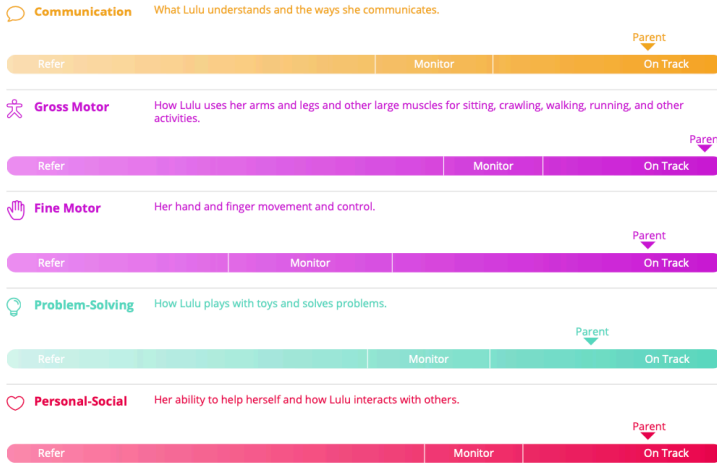 Communication What Lulu understands and the ways she communicates.
Parent
Refer Monitor On Track
Gross Motor How Lulu uses her arms and legs and other large muscles for sitting, crawling, walking, running, and other
activities.
Paren
Refer Monitor On Track
Fine Motor Her hand and finger movement and control.
Parent
Refer Monitor On Track
Problem-Solving How Lulu plays with toys and solves problems.
Parent
Refer Monitor On Track
Personal-Social Her ability to help herself and how Lulu interacts with others.
Parent
Refer Monitor On Track